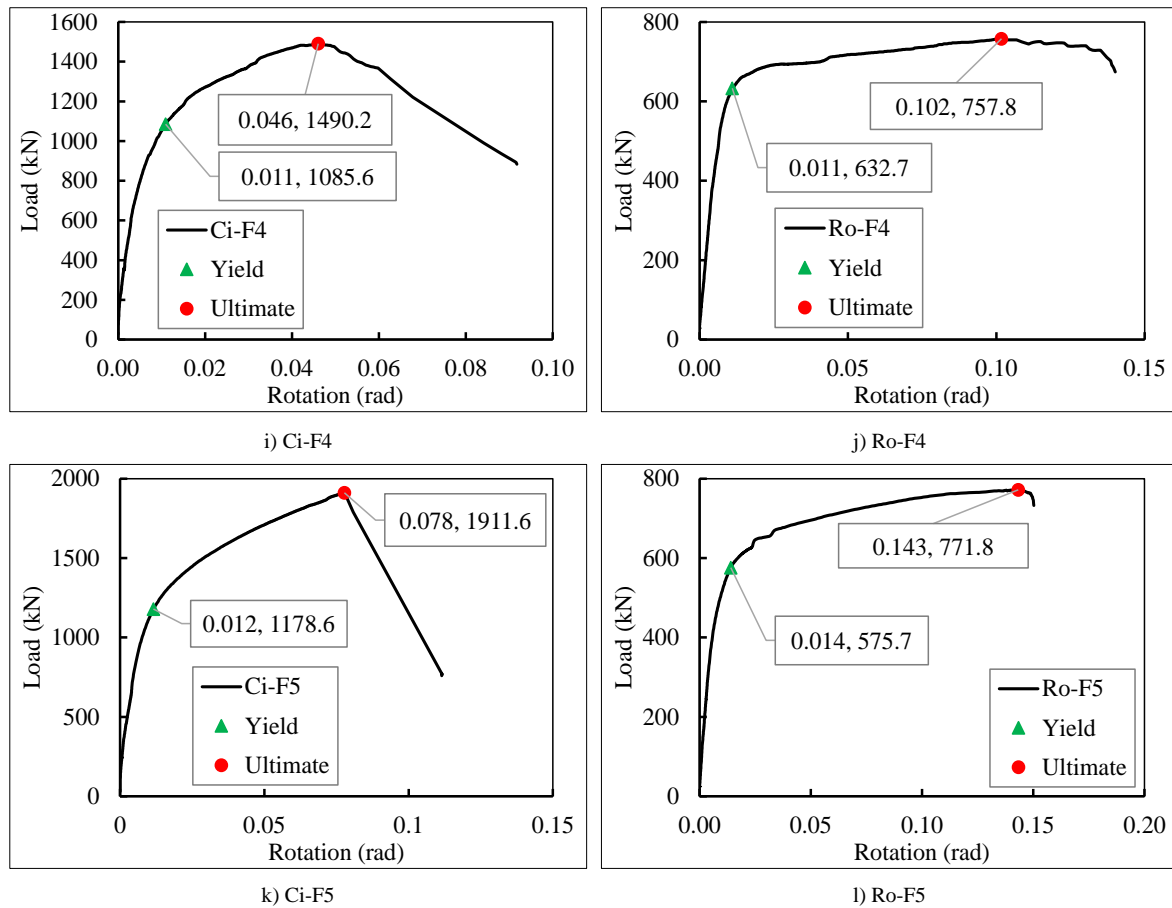 1600
1400
1200
1000
800
600
400
200
0
Load (kN)
0.046, 1490.2
0.011, 1085.6
Ci-F4
Yield
Ultimate
0.00 0.02 0.04 0.06 0.08 0.10
Rotation (rad)
i) Ci-F4
800
600
400
200
0
Load (kN)
0.102, 757.8
0.011, 632.7
Ro-F4
Yield
Ultimate
0.00 0.05 0.10 0.15
Rotation (rad)
j) Ro-F4
2000
1500
1000
500
0
Load (kN)
0.078, 1911.6
0.012, 1178.6
Ci-F5
Yield
Ultimate
0 0.05 0.1 0.15
Rotation (rad)
k) Ci-F5
800
600
400
200
0
Load (kN)
0.143, 771.8
0.014, 575.7
Ro-F5
Yield
Ultimate
0.00 0.05 0.10 0.15 0.20
Rotation (rad)
l) Ro-F5